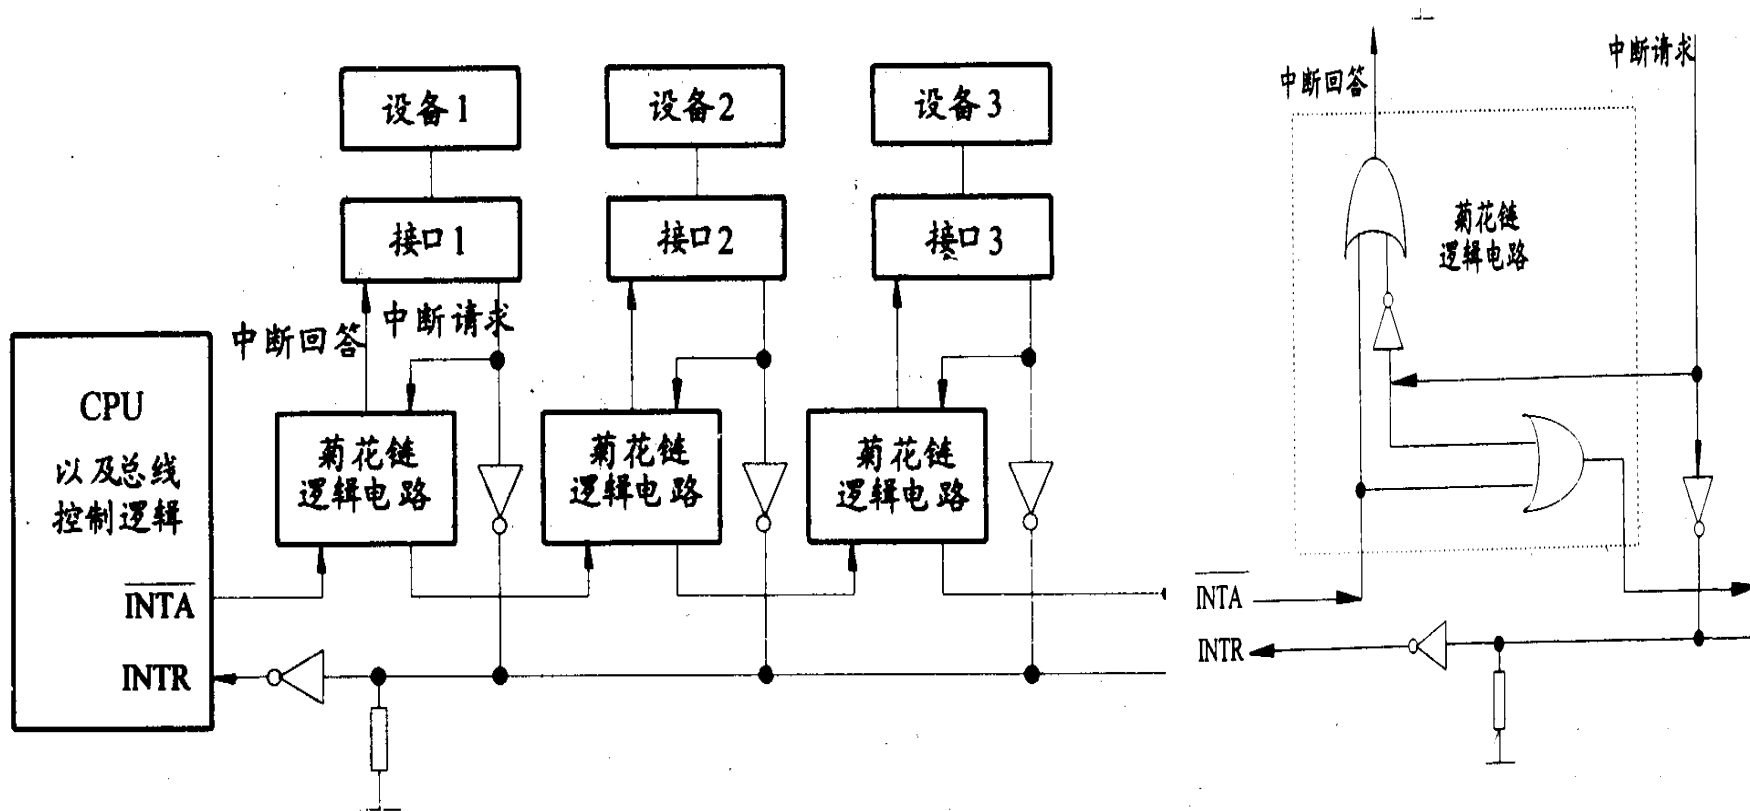 设备1
设备2
设备3
接口1
接口2
接口3
中断回答
中断请求
CPU
以及总线
控制逻辑
菊花链
逻辑电路
菊花链
逻辑电路
菊花链
逻辑电路
INTA
INTR
中断回答
中断请求
菊花链
逻辑电路
INTA
INTR